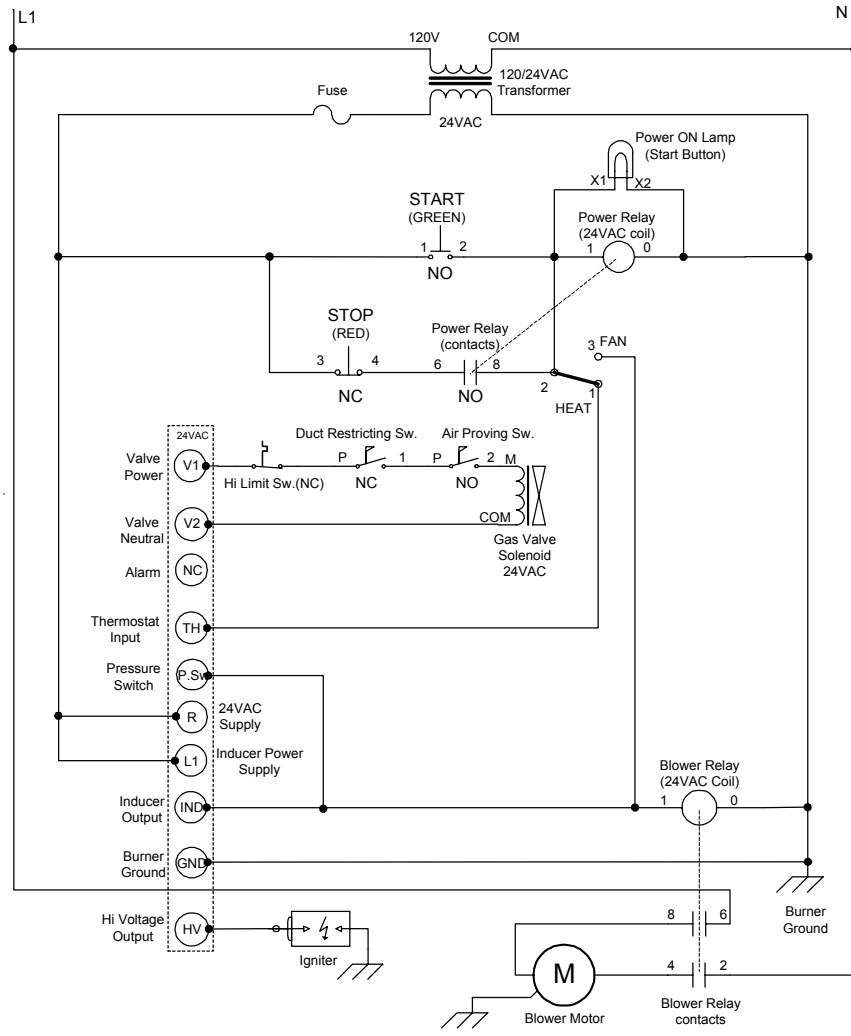 L1
N
120V
COM
120/24VAC
Transformer
Fuse
24VAC
Power ON Lamp
(Start Button)
X1
X2
START
(GREEN)
Power Relay
(24VAC coil)
1
2
1
0
NO
STOP
(RED)
Power Relay
(contacts)
3
FAN
3
4
6
8
2
1
NC
NO
HEAT
24VAC
Duct Restricting Sw.
Air Proving Sw.
Valve
Power
V1
P
1
P
2
M
Hi Limit Sw.(NC)
NC
NO
Valve
Neutral
V2
COM
Gas Valve
Solenoid
24VAC
Alarm
NC
Thermostat
Input
TH
Pressure
Switch
P.Sw
R
24VAC
Supply
L1
Inducer Power
Supply
Blower Relay
(24VAC Coil)
Inducer
Output
IND
1
0
Burner
Ground
GND
Burner
Ground
Hi Voltage
Output
HV
Igniter
8
6
M
4
2
Blower Motor
Blower Relay
contacts